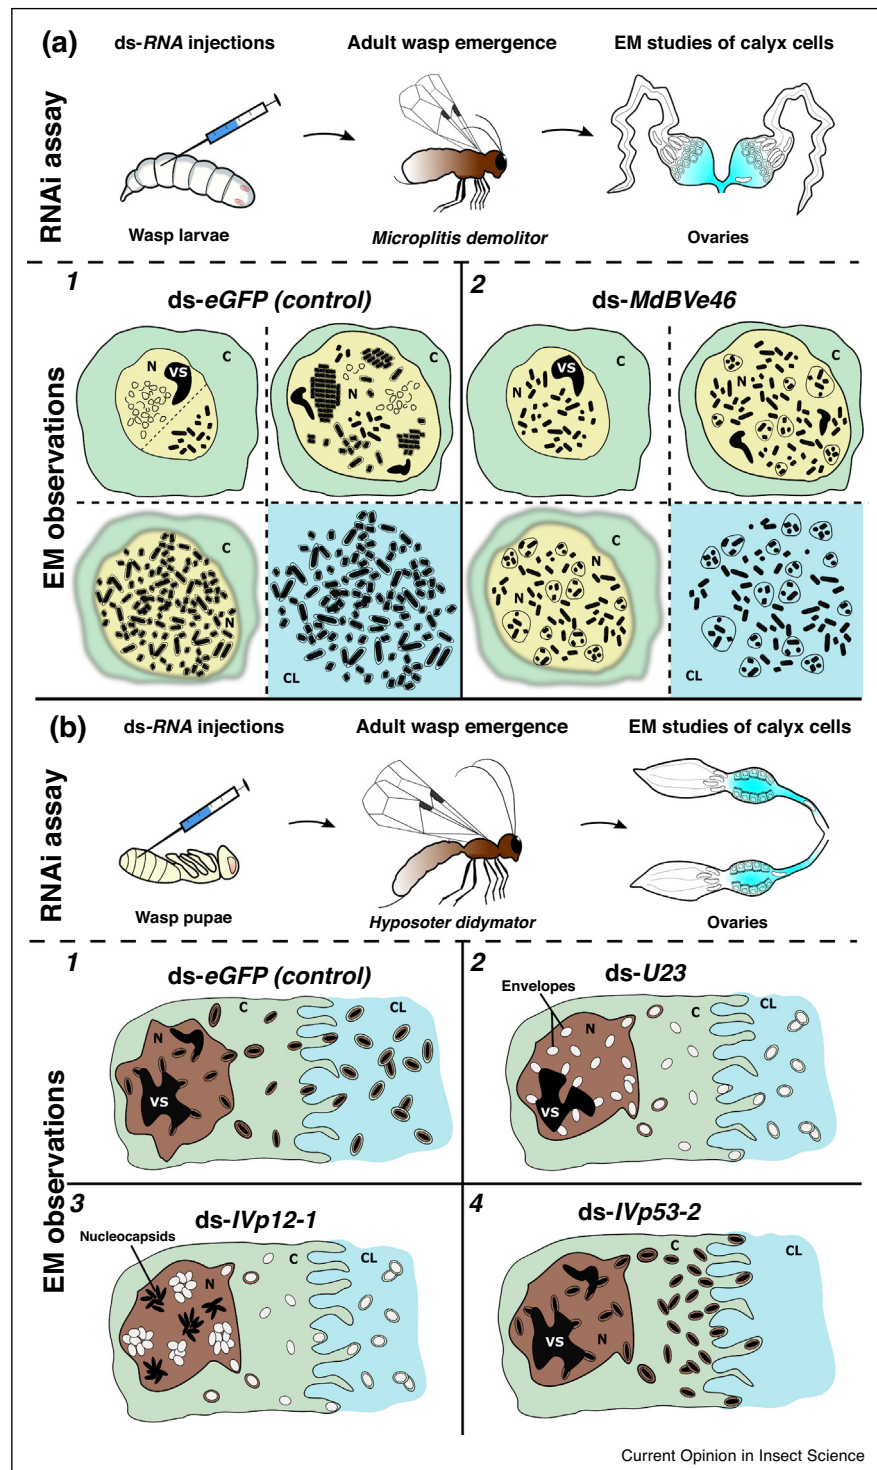 (a)
ds-RNA injections
Adult wasp emergence
EM studies of calyx cells
RNAi assay
Wasp larvae
Microplitis demolitor
Ovaries
EM observations
1
ds-eGFP (control)
N
VS
C
C
N
C
N
CL
2
ds-MdBVe46
N
VS
C
C
N
C
N
N
CL
(b)
ds-RNA injections
Adult wasp emergence
EM studies of calyx cells
RNAi assay
Wasp pupae
Hyposoter didymator
Ovaries
EM observations
1
ds-eGFP (control)
C
CL
N
VS
2
ds-U23
Envelopes
C
CL
N
VS
3
ds-IVp12-1
Nucleocapsids
C
CL
N
4
ds-IVp53-2
C
CL
VS
N
Current Opinion in Insect Science